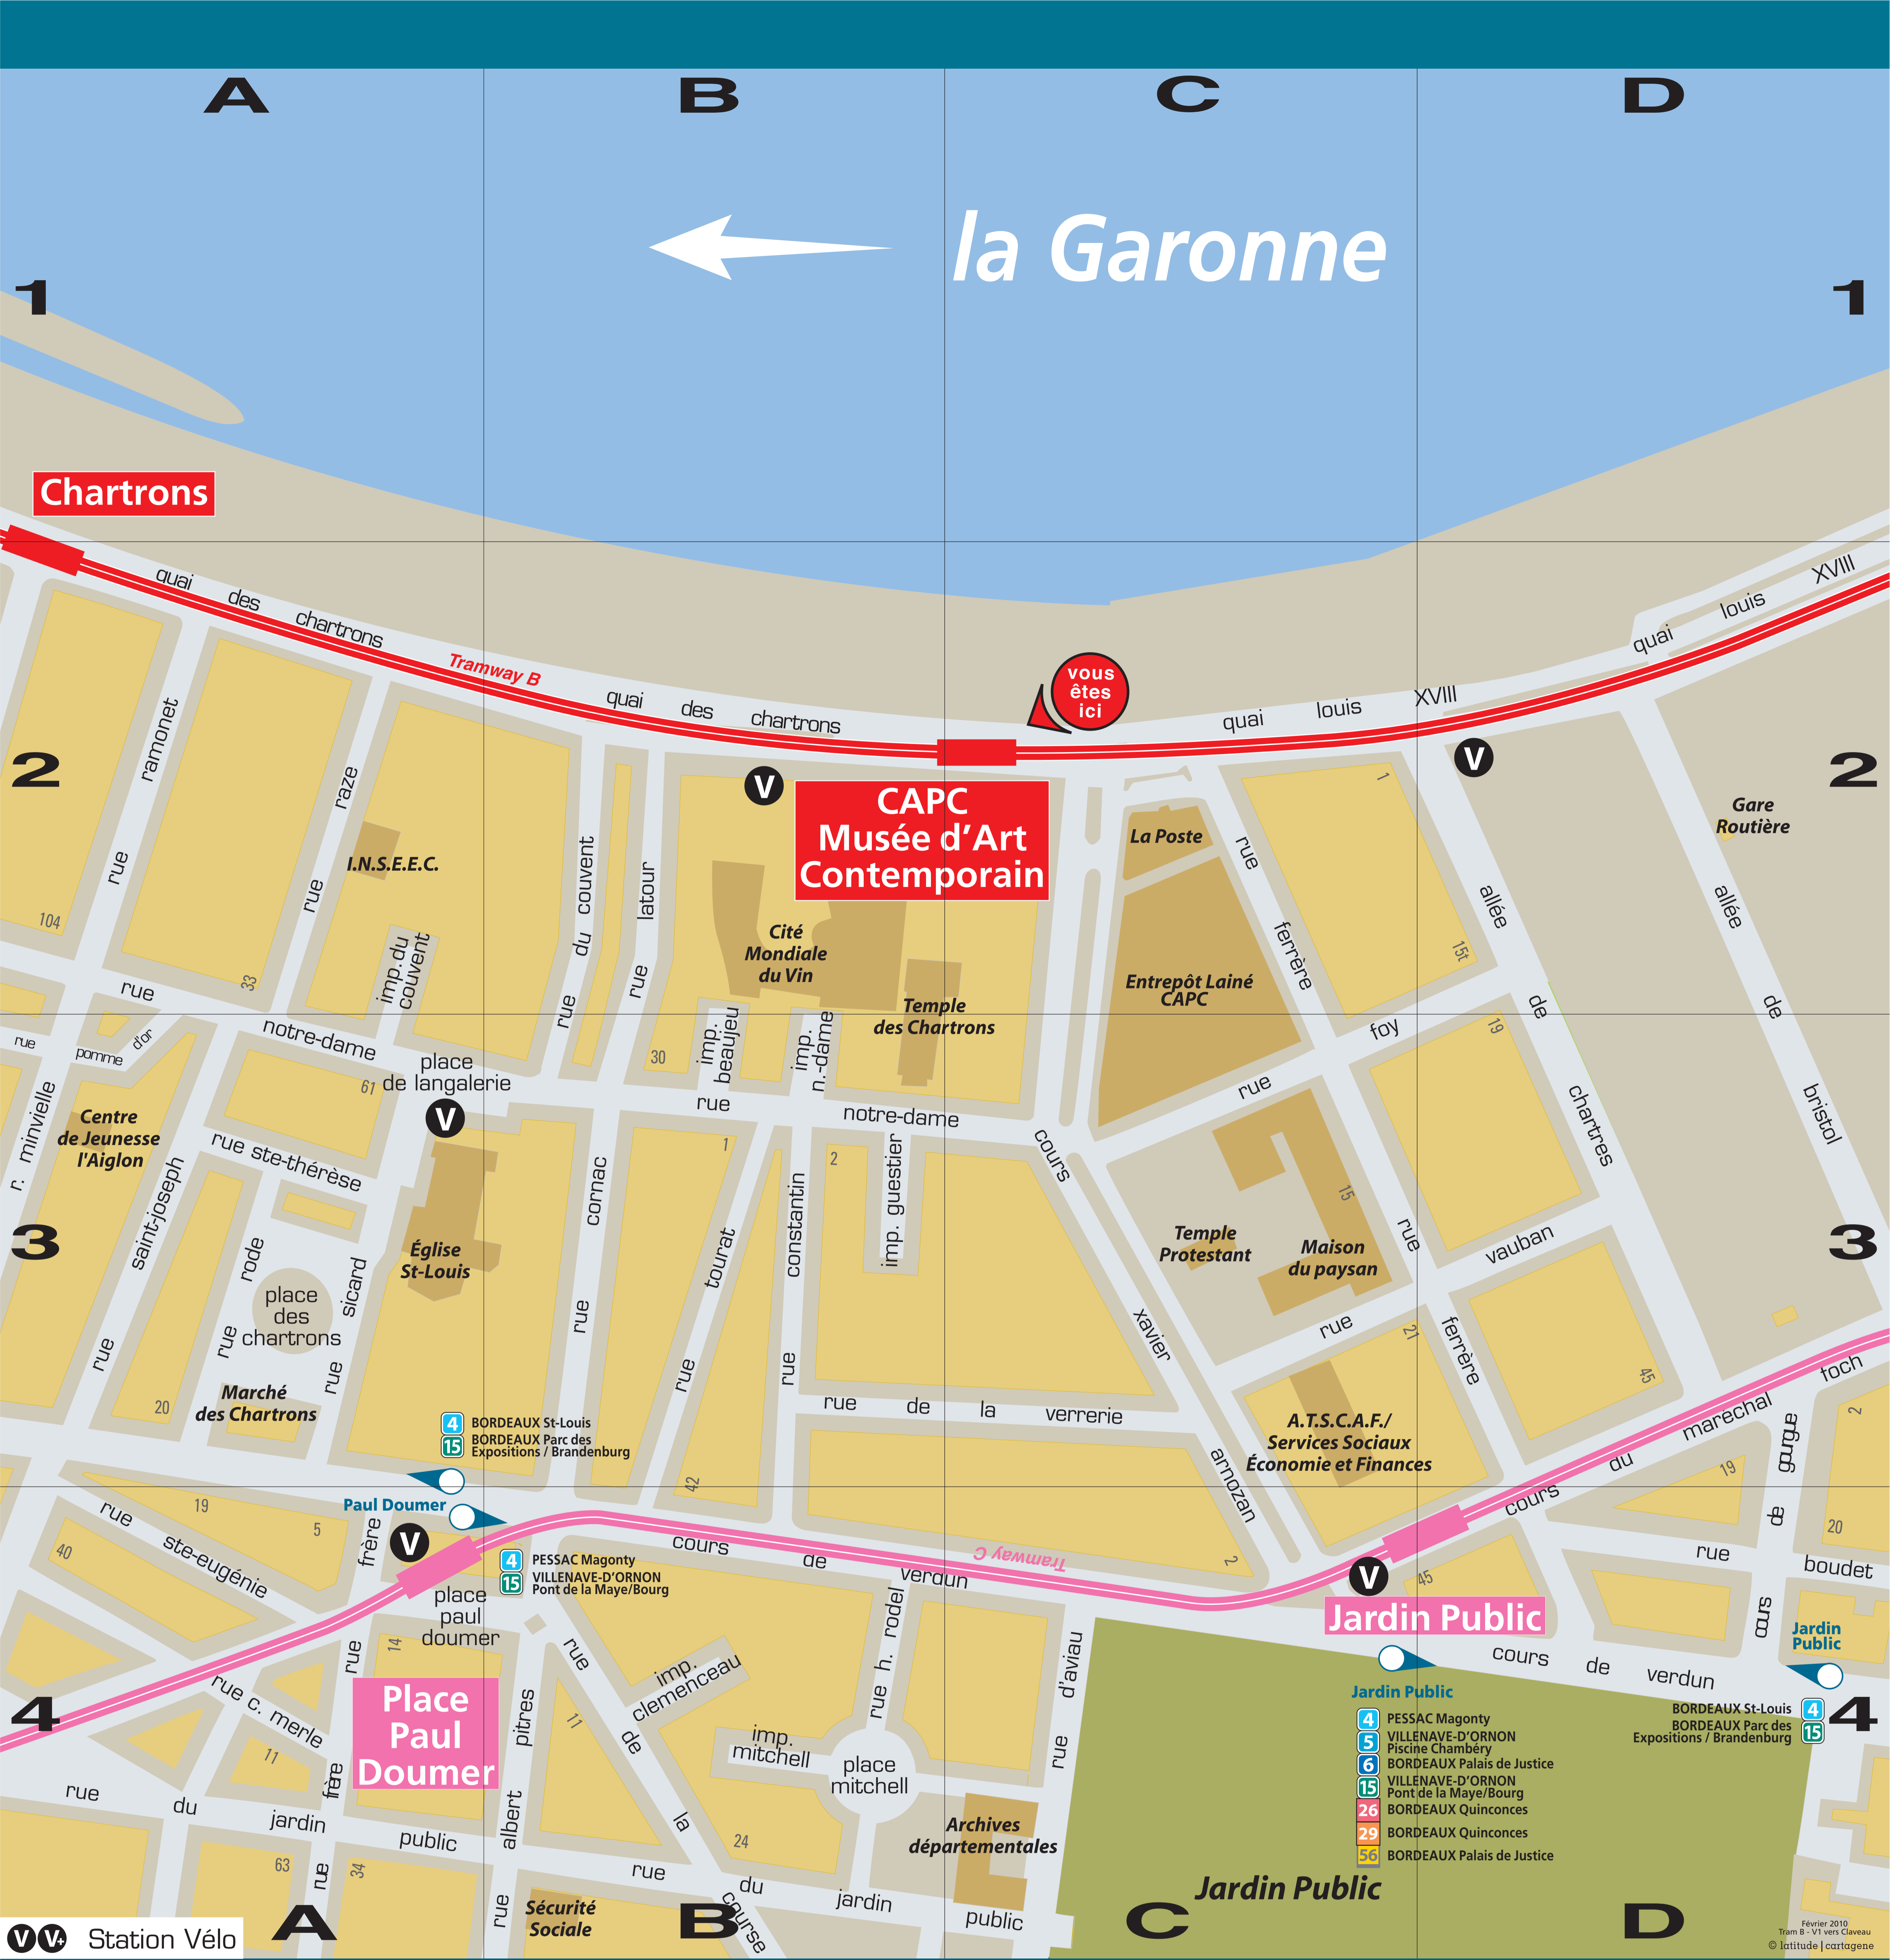 A
B
C
D
la Garonne
1
1
Chartrons
quai des chartrons
Tramway B
quai des chartrons
vous
êtes
ici
quai louis XVIII
quai louis XVIII
2
2
CAPC
Musée d'Art
Contemporain
V
V
La Poste
Gare
Routière
rue ramonet
rue raze
I.N.S.E.E.C.
imp. du
couvent
rue du couvent
rue latour
Cité
Mondiale
du Vin
Temple
des Chartrons
Entrepôt Lainé
CAPC
rue ferrère
allée de chartres
allée de bristol
1
15t
104
33
rue notre-dame
rue pomme d'or
61
place
de langalerie
V
30
imp.
beaujeu
imp.
n.-dame
rue notre-dame
rue foy
19
r. minvielle
Centre
de Jeunesse
l'Aiglon
rue ste-thérèse
rue saint-joseph
3
3
rue rode
place
des
chartrons
rue sicard
Église
St-Louis
rue cornac
1
rue tourat
rue constantin
2
imp. guestier
cours xavier arnozan
Temple
Protestant
Maison
du paysan
15
rue ferrère
rue vauban
21
45
20
Marché
des Chartrons
4 BORDEAUX St-Louis
15 BORDEAUX Parc des
Expositions / Brandenburg
42
rue de la verrerie
A.T.S.C.A.F./
Services Sociaux
Économie et Finances
cours du marechal foch
cours de gourgue
2
19
20
Paul Doumer
V
19
5
40
rue ste-eugénie
rue frère
place
paul
doumer
4 PESSAC Magonty
15 VILLENAVE-D'ORNON
Pont de la Maye/Bourg
cours de verdun
Tramway C
2
V
45
Jardin Public
rue boudet
cours de verdun
Jardin
Public
4
4
rue c. merle
11
14
Place
Paul
Doumer
rue frère
rue albert pitres
11
rue de la course
imp.
clemenceau
imp.
mitchell
rue h. rodel
place
mitchell
rue d'aviau
Jardin Public
4 PESSAC Magonty
5 VILLENAVE-D'ORNON
Piscine Chambéry
6 BORDEAUX Palais de Justice
15 VILLENAVE-D'ORNON
Pont de la Maye/Bourg
26 BORDEAUX Quinconces
29 BORDEAUX Quinconces
56 BORDEAUX Palais de Justice
BORDEAUX St-Louis 4
BORDEAUX Parc des 15
Expositions / Brandenburg
rue du jardin public
63
34
24
Archives
départementales
rue du jardin public
Sécurité
Sociale
Jardin Public
V V+ Station Vélo
A
B
C
D
Février 2010
Tram B - V1 vers Claveau
© latitude | cartagene